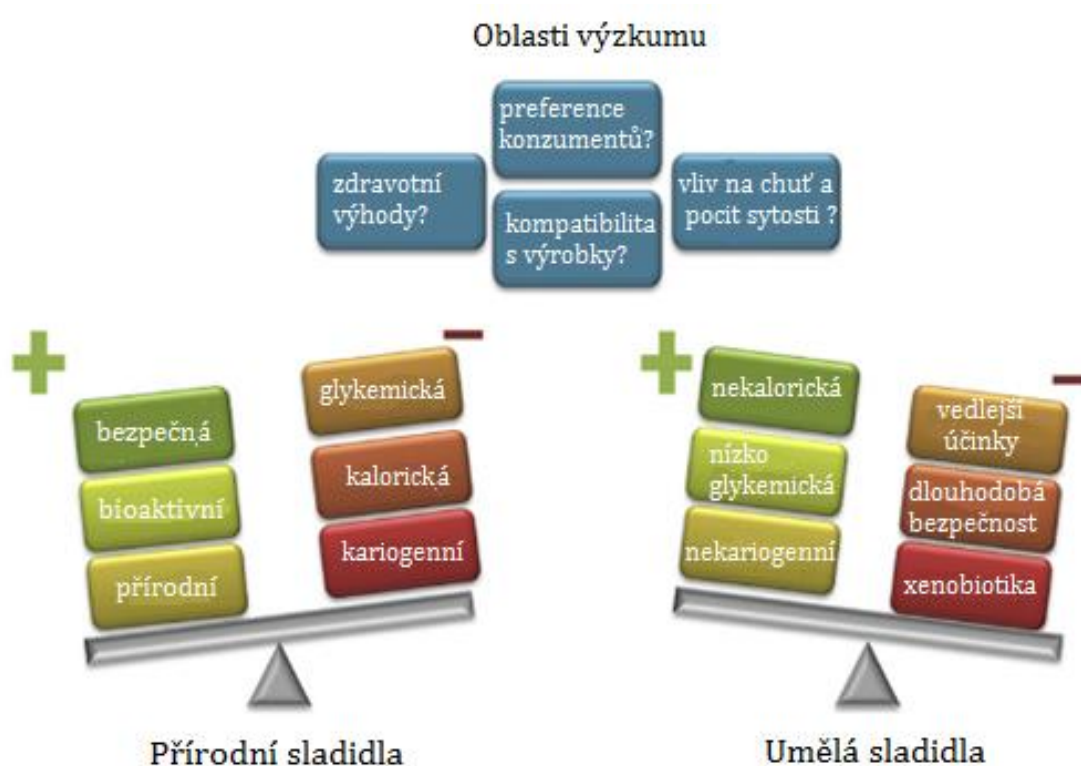 Oblasti výzkumu
preference
konzumentů?
zdravotní
výhody?
kompatibilita
s výrobky?
vliv na chuť a
pocit sytosti ?
+
bezpečná
bioaktivní
přírodní
-
glykemická
kalorická
kariogenní
Přírodní sladidla
+
nekalorická
nízko
glykemická
nekariogenní
-
vedlejší
účinky
dlouhodobá
bezpečnost
xenobiotika
Umělá sladidla